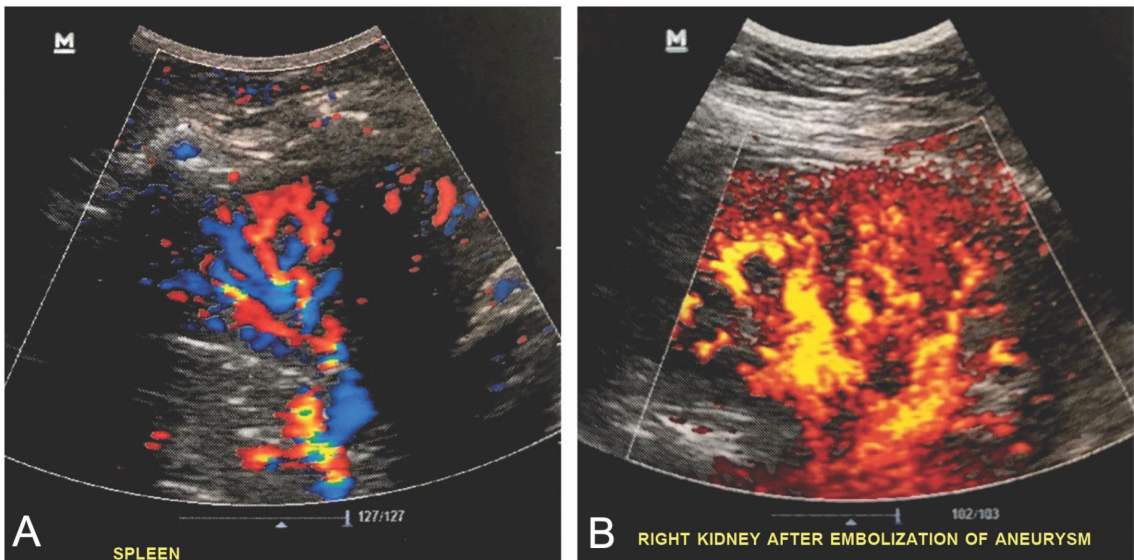 M
127/127
A
SPLEEN
M
102/103
B
RIGHT KIDNEY AFTER EMBOLIZATION OF ANEURYSM